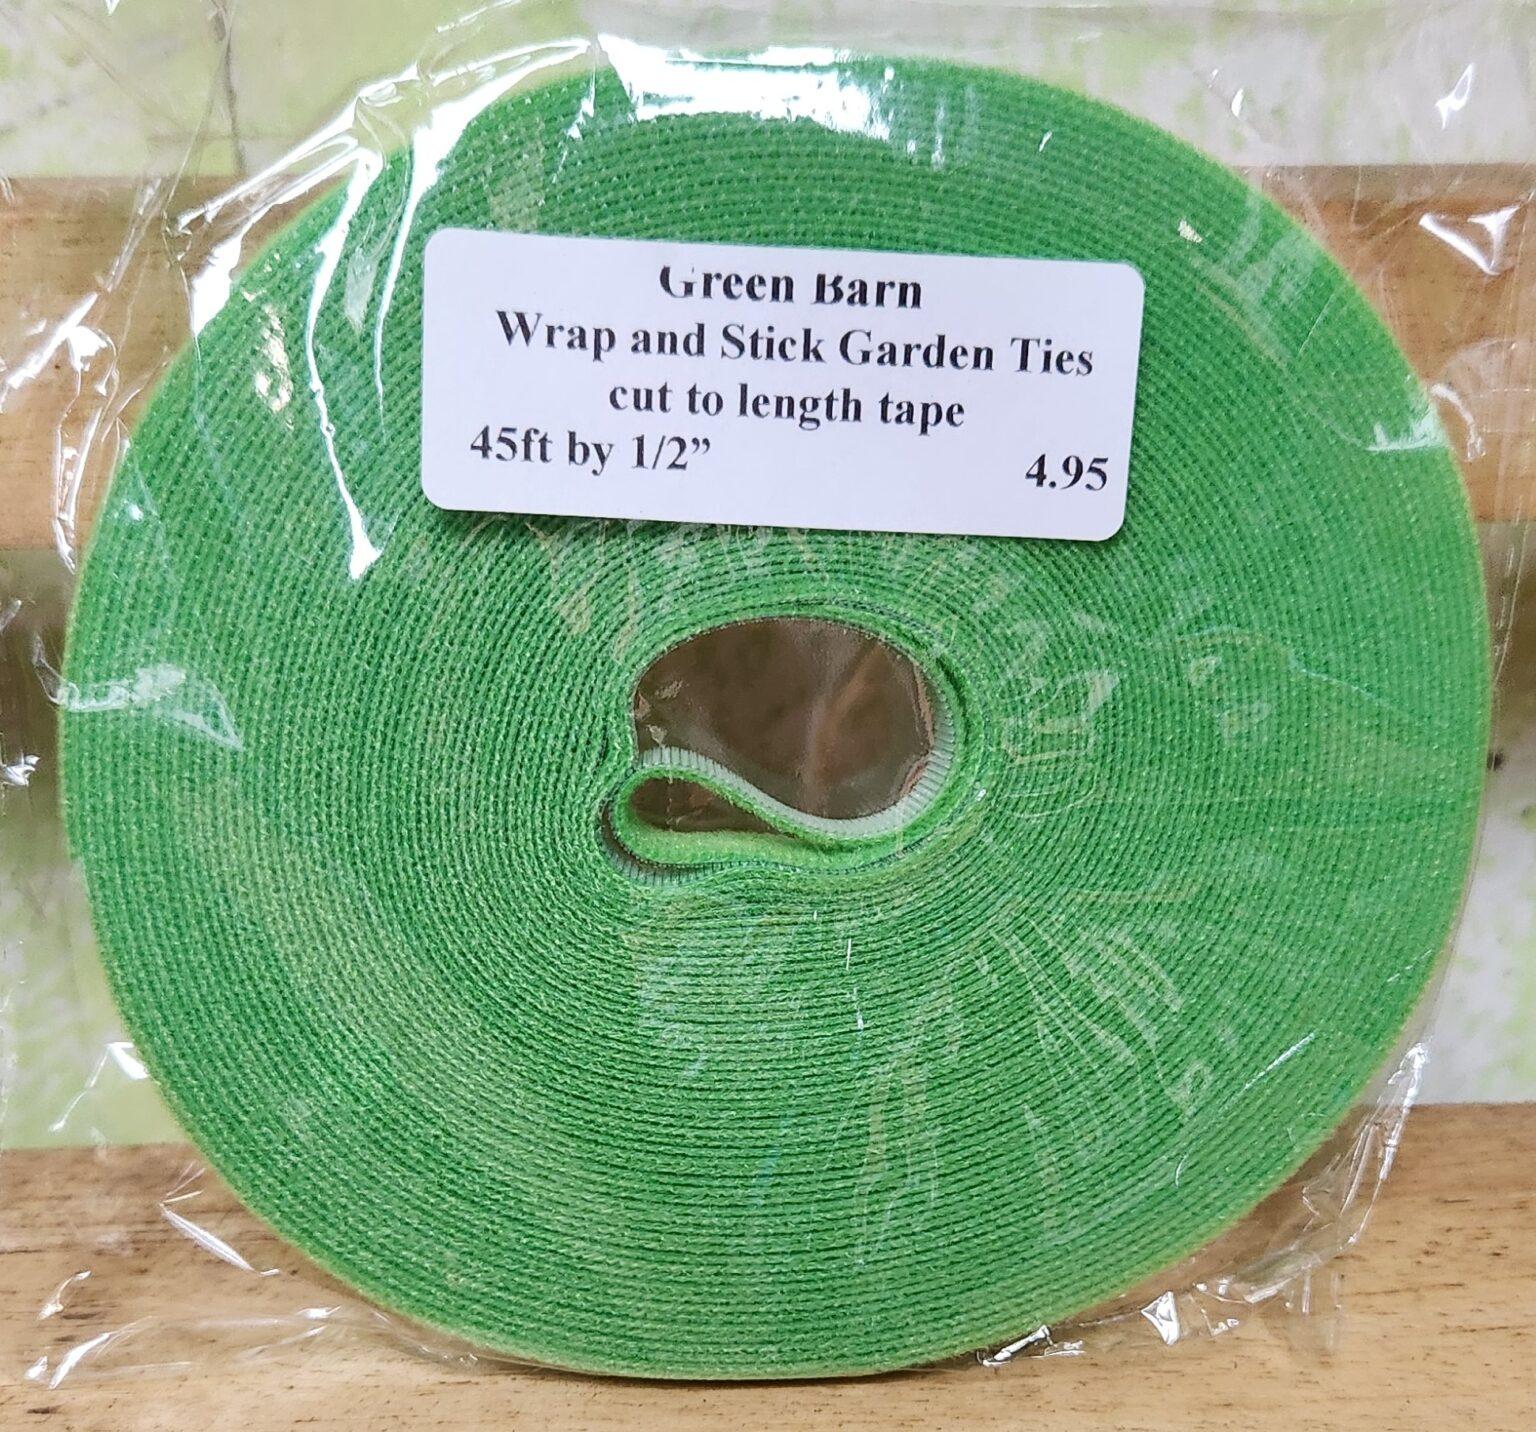 Green Barn
Wrap and Stick Garden Ties
cut to length tape
45ft by 1/2” 4.95